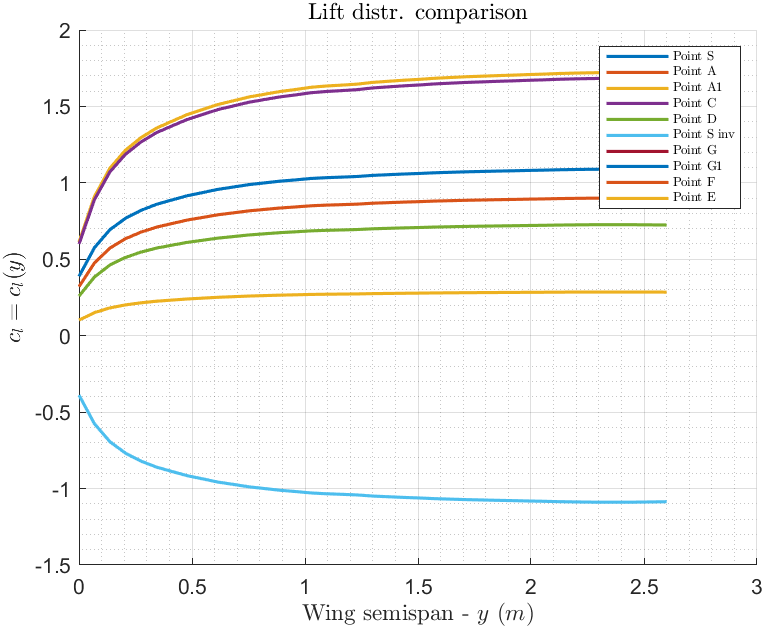 Lift distr. comparison
2
1.5
1
0.5
0
-0.5
-1
-1.5
c_l = c_l(y)
Point S
Point A
Point A1
Point C
Point D
Point S inv
Point G
Point G1
Point F
Point E
0 0.5 1 1.5 2 2.5 3
Wing semispan - y (m)